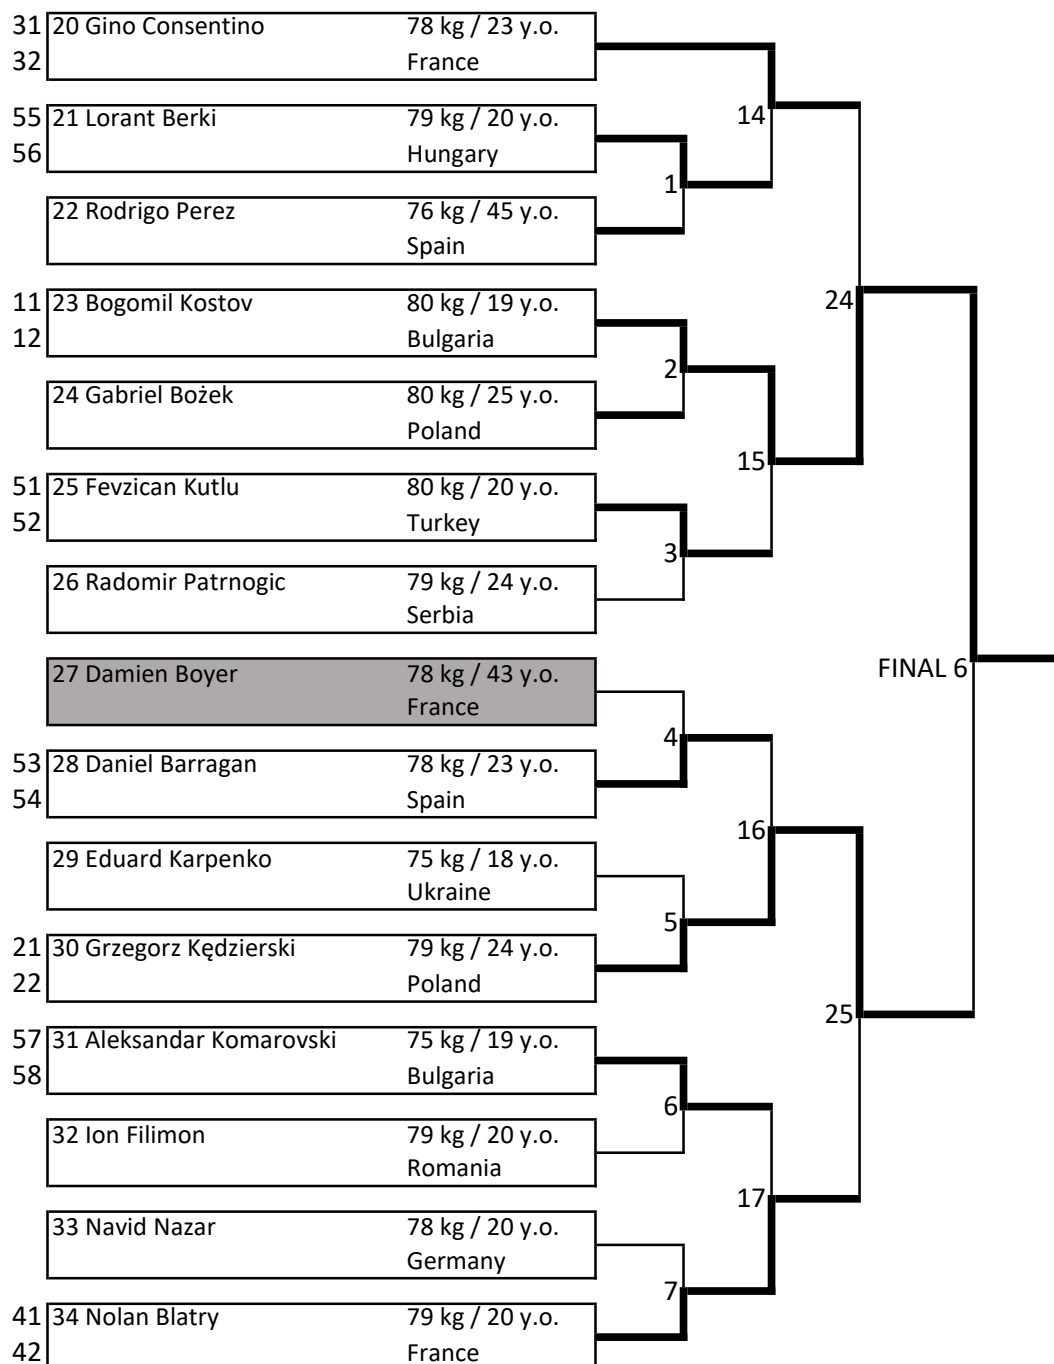 31 20 Gino Consentino 78 kg / 23 y.o.
32 France
14
55 21 Lorant Berki 79 kg / 20 y.o.
56 Hungary
1
22 Rodrigo Perez 76 kg / 45 y.o.
Spain
11 23 Bogomil Kostov 80 kg / 19 y.o.
24
12 Bulgaria
2
24 Gabriel Bożek 80 kg / 25 y.o.
Poland
15
51 25 Fevzican Kutlu 80 kg / 20 y.o.
52 Turkey
3
26 Radomir Patrnogic 79 kg / 24 y.o.
Serbia
27 Damien Boyer 78 kg / 43 y.o.
FINAL 6
France
4
53 28 Daniel Barragan 78 kg / 23 y.o.
54 Spain
16
29 Eduard Karpenko 75 kg / 18 y.o.
Ukraine
5
21 30 Grzegorz Kędzierski 79 kg / 24 y.o.
22 Poland
25
57 31 Aleksandar Komarovski 75 kg / 19 y.o.
58 Bulgaria
6
32 Ion Filimon 79 kg / 20 y.o.
Romania
17
33 Navid Nazar 78 kg / 20 y.o.
Germany
7
41 34 Nolan Blatry 79 kg / 20 y.o.
42 France